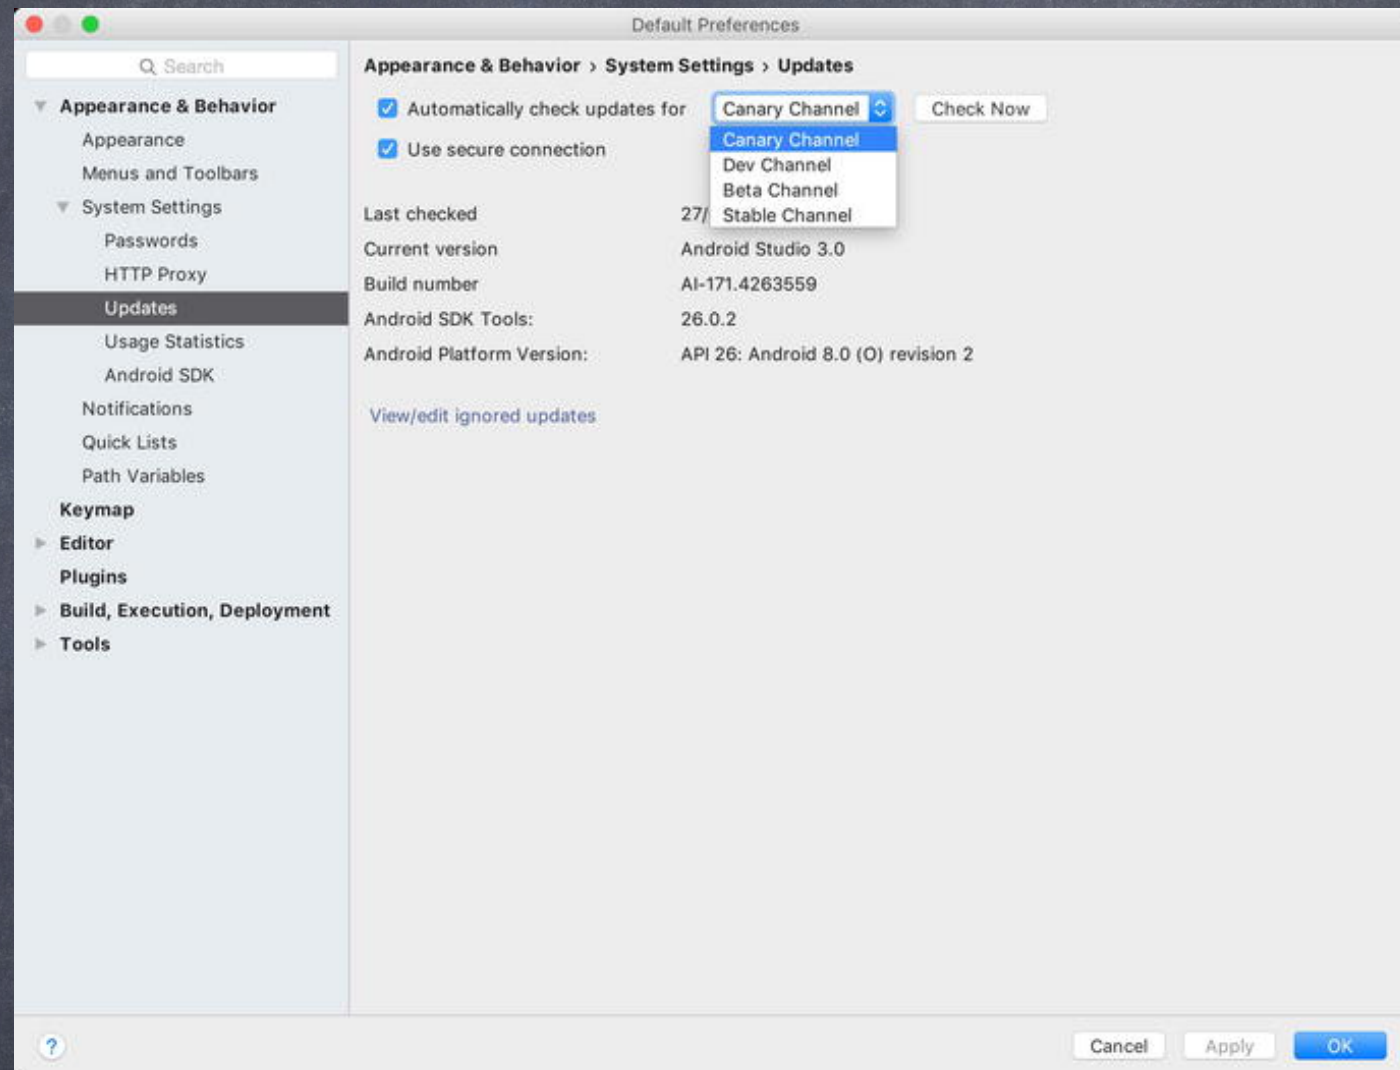 Default Preferences
Search
Appearance & Behavior
Appearance
Menus and Toolbars
System Settings
Passwords
HTTP Proxy
Updates
Usage Statistics
Android SDK
Notifications
Quick Lists
Path Variables
Keymap
Editor
Plugins
Build, Execution, Deployment
Tools
Appearance & Behavior › System Settings › Updates
Automatically check updates for Canary Channel Check Now
Canary Channel
Dev Channel
Beta Channel
Stable Channel
Use secure connection
Last checked 27/
Current version Android Studio 3.0
Build number AI-171.4263559
Android SDK Tools: 26.0.2
Android Platform Version: API 26: Android 8.0 (O) revision 2
View/edit ignored updates
? Cancel Apply OK